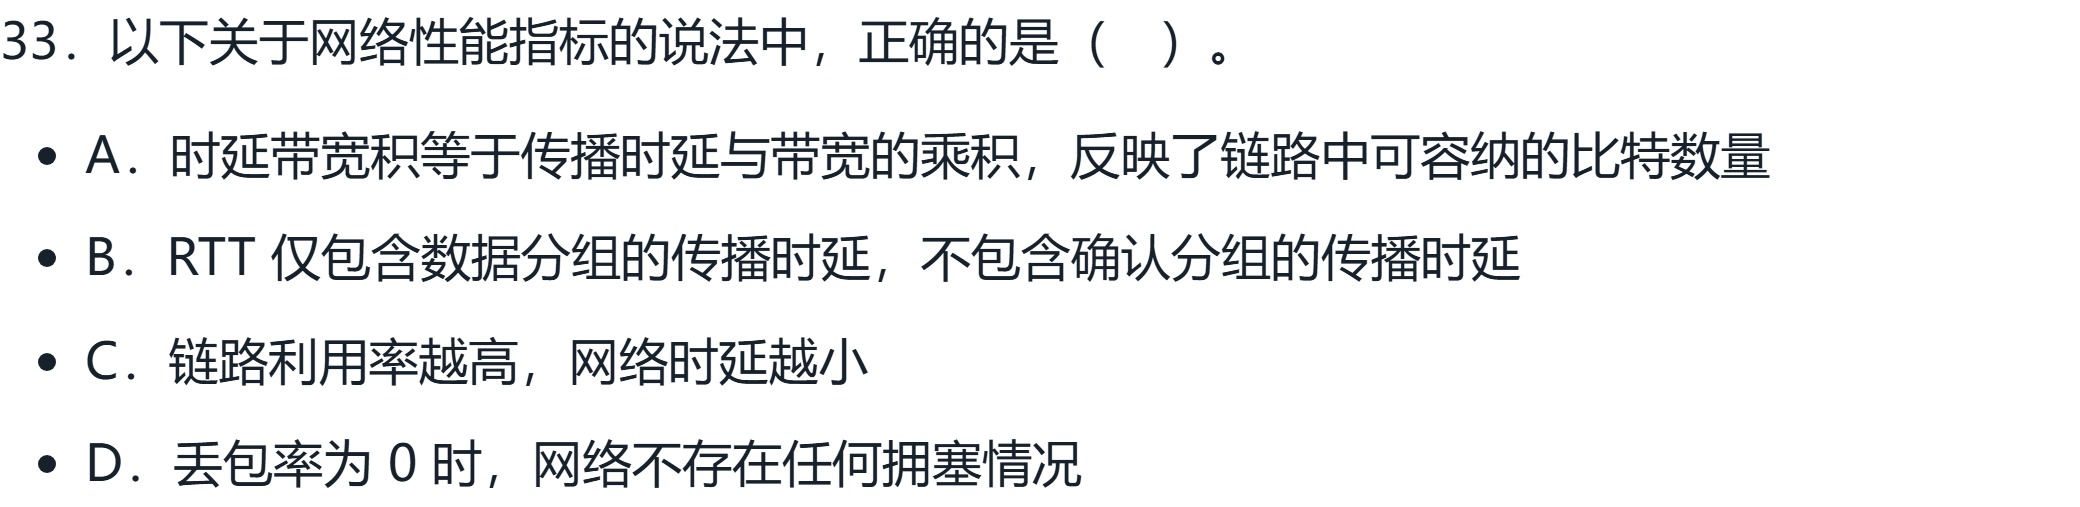 33．以下关于网络性能指标的说法中，正确的是（　）。
• A．时延带宽积等于传播时延与带宽的乘积，反映了链路中可容纳的比特数量
• B．RTT 仅包含数据分组的传播时延，不包含确认分组的传播时延
• C．链路利用率越高，网络时延越小
• D．丢包率为 0 时，网络不存在任何拥塞情况